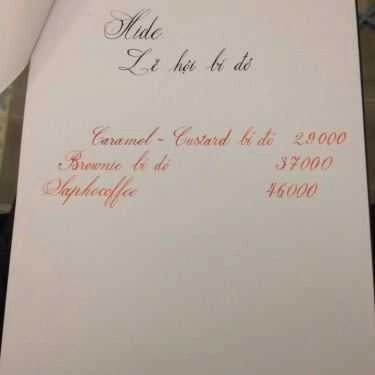 Hide
Lễ hội bí đỏ
Caramel - Custard bí đỏ 29000
Brownie bí đỏ 37000
Saphocoffee 46000